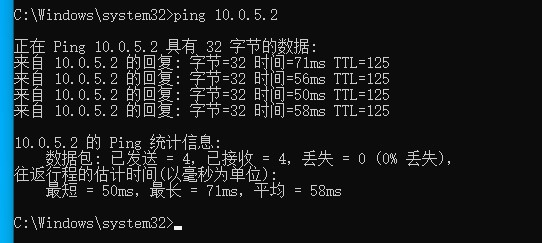 C:\Windows\system32>ping 10.0.5.2
正在 Ping 10.0.5.2 具有 32 字节的数据:
来自 10.0.5.2 的回复: 字节=32 时间=71ms TTL=125
来自 10.0.5.2 的回复: 字节=32 时间=56ms TTL=125
来自 10.0.5.2 的回复: 字节=32 时间=50ms TTL=125
来自 10.0.5.2 的回复: 字节=32 时间=58ms TTL=125
10.0.5.2 的 Ping 统计信息:
数据包: 已发送 = 4, 已接收 = 4, 丢失 = 0 (0% 丢失),
往返行程的估计时间(以毫秒为单位):
最短 = 50ms, 最长 = 71ms, 平均 = 58ms
C:\Windows\system32>